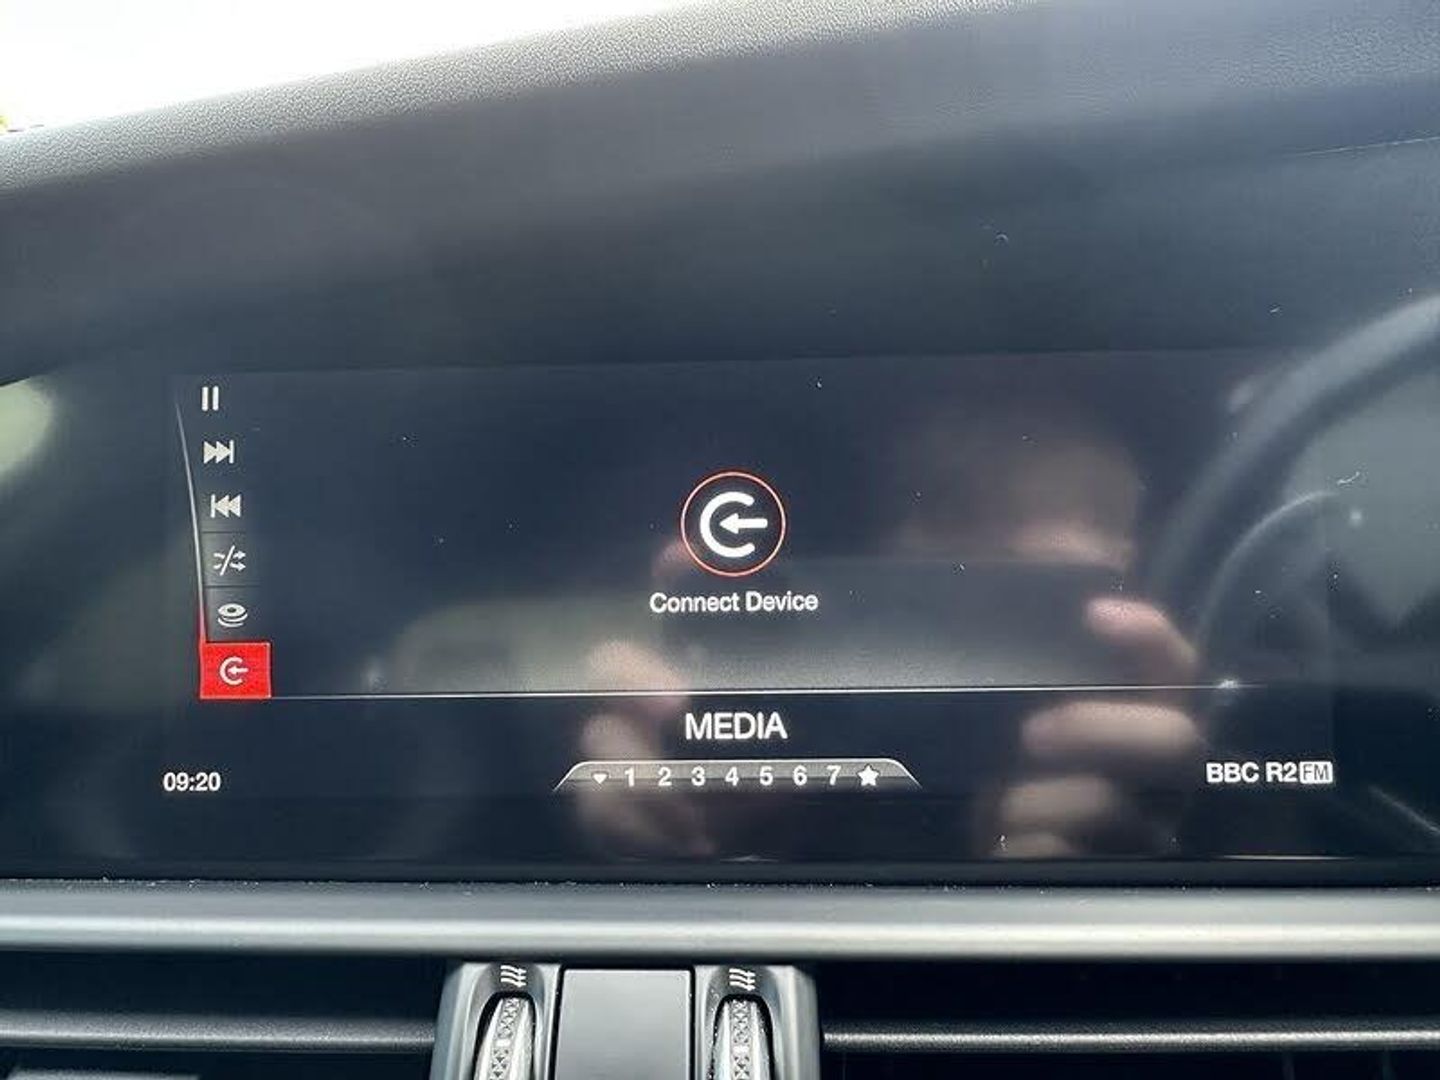 Connect Device
MEDIA
1 2 3 4 5 6 7
09:20
BBC R2 FM